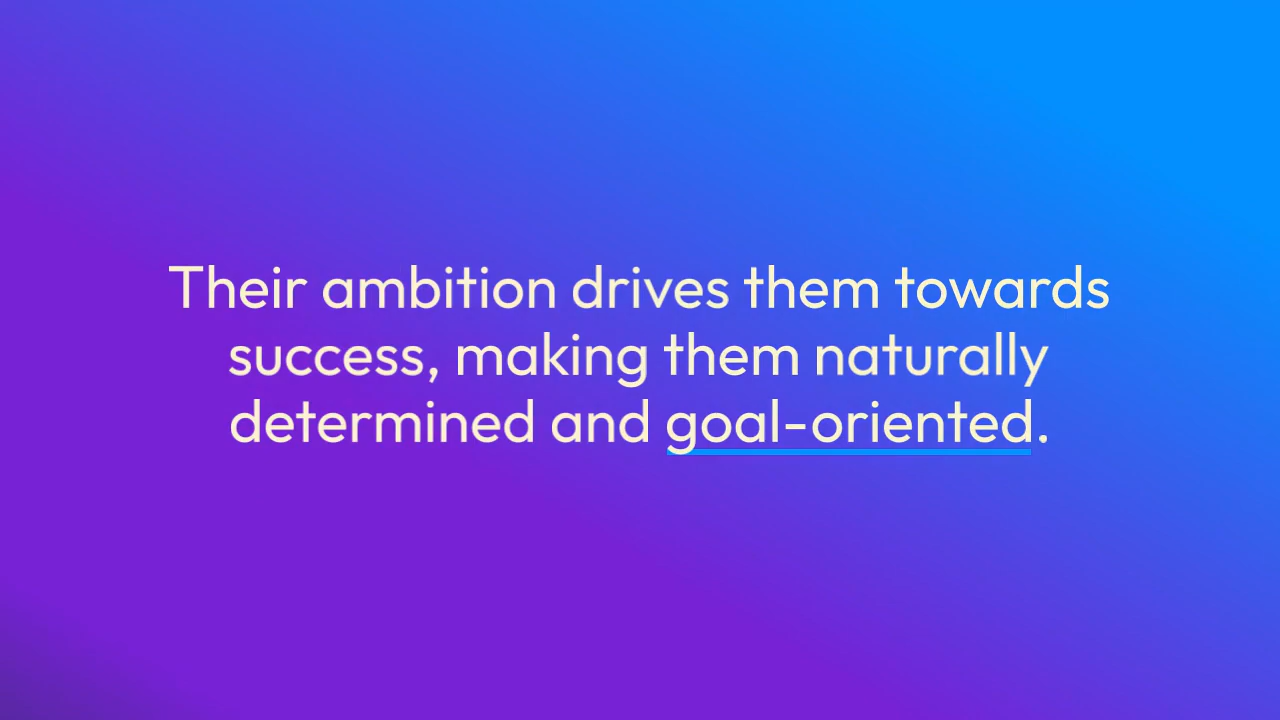 Their ambition drives them towards
success, making them naturally
determined and goal-oriented.